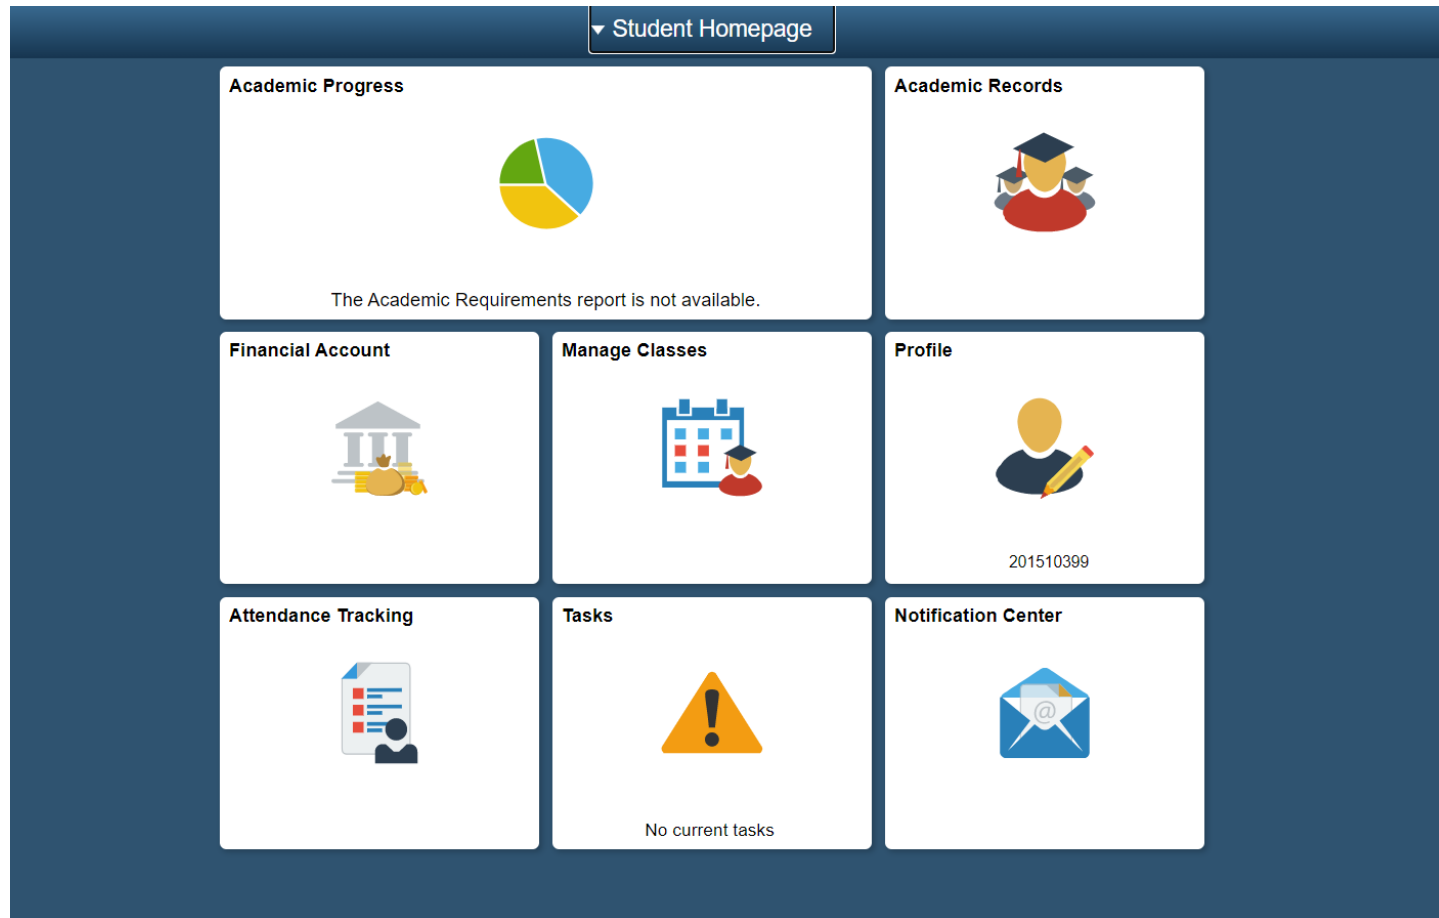 Student Homepage
Academic Progress
The Academic Requirements report is not available.
Academic Records
Financial Account
Manage Classes
Profile
201510399
Attendance Tracking
Tasks
No current tasks
Notification Center
@